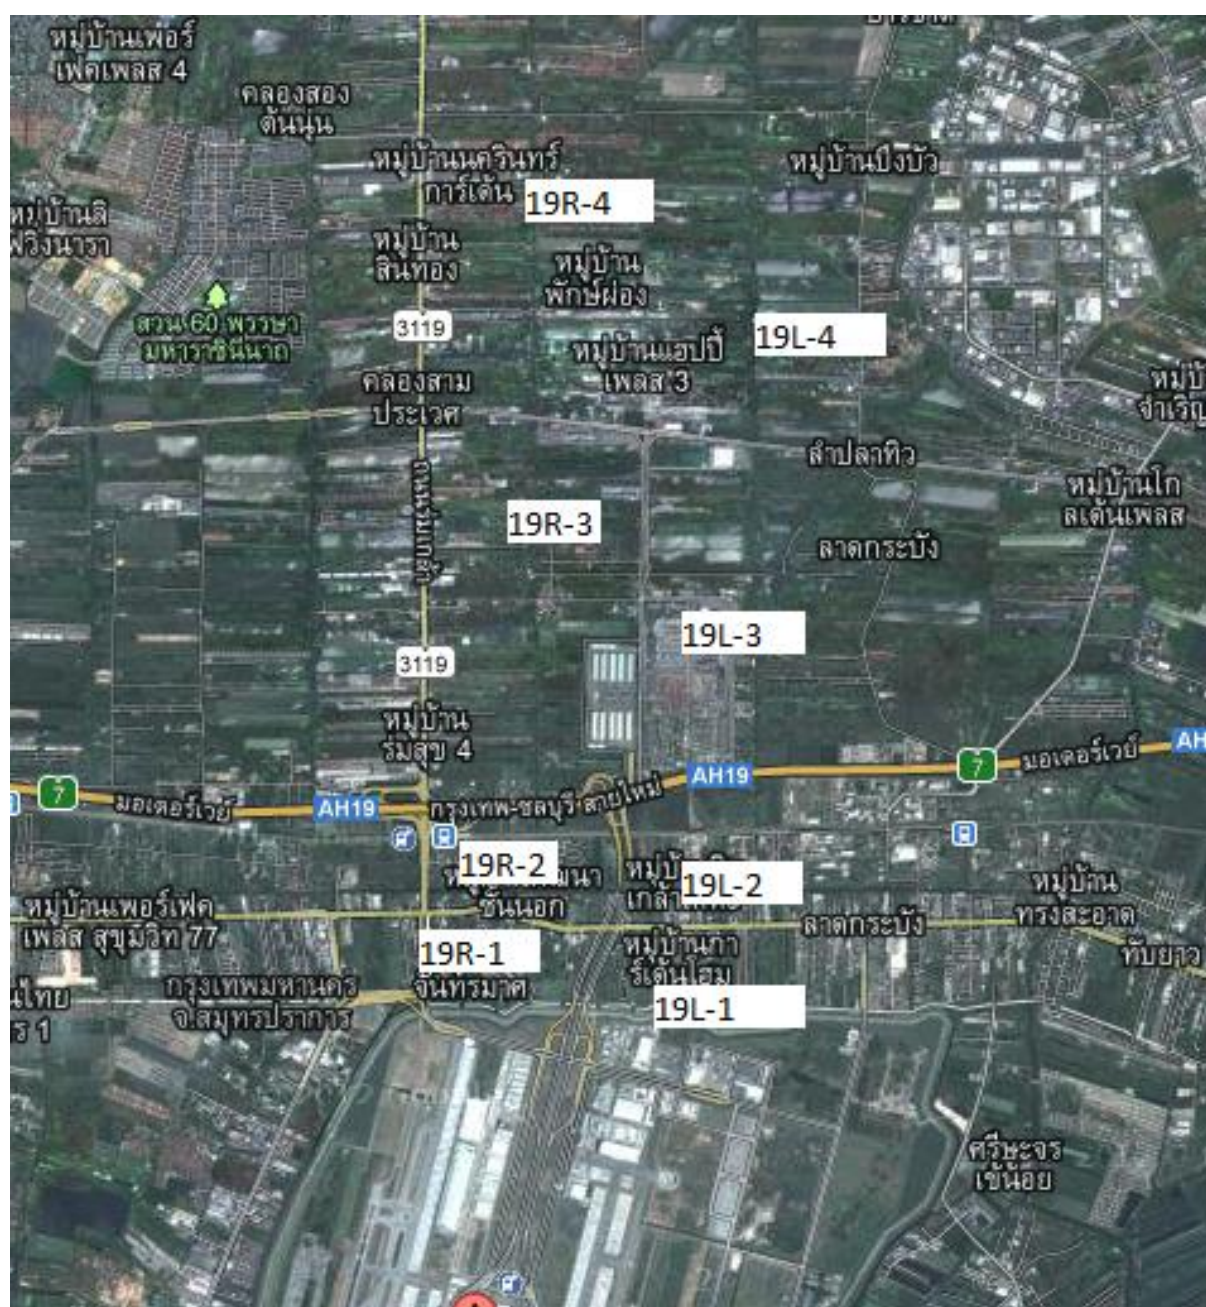 หมู่บ้านเพอร์
เฟคเพลส 4
คลองสอง
ต้นนุ่น
หมู่บ้านนครินทร์
การ์เด้น
19R-4
หมู่บ้านบึงบัว
หมู่บ้านลิ
ฟวิ่งนารา
หมู่บ้าน
สินทอง
หมู่บ้าน
พักษ์ฝอง
สวน 60 พรรษา
มหาราชินีนาถ
3119
19L-4
หมู่บ้านแฮปปี้
เพลส 3
คลองสาม
ประเวศ
หมู่บ้
จำเริญ
ลำปลาทิว
หมู่บ้านโก
ลเด้นเพลส
ถนนร่มเกล้า
19R-3
ลาดกระบัง
19L-3
3119
หมู่บ้าน
ร่มสุข 4
7
มอเตอร์เวย์
AH19
กรุงเทพ-ชลบุรี สายใหม่
AH19
7
มอเตอร์เวย์
AH
19R-2
ชั้นนอก
19L-2
หมู่บ้าน
ทรงสะอาด
หมู่บ้านเพอร์เฟค
เพลส สุขุมวิท 77
ลาดกระบัง
ทับยาว
19R-1
จันทรมาศ
หมู่บ้านกา
ร์เด้นโฮม
กรุงเทพมหานคร
จ.สมุทรปราการ
19L-1
ศรีษะจร
เข้น้อย